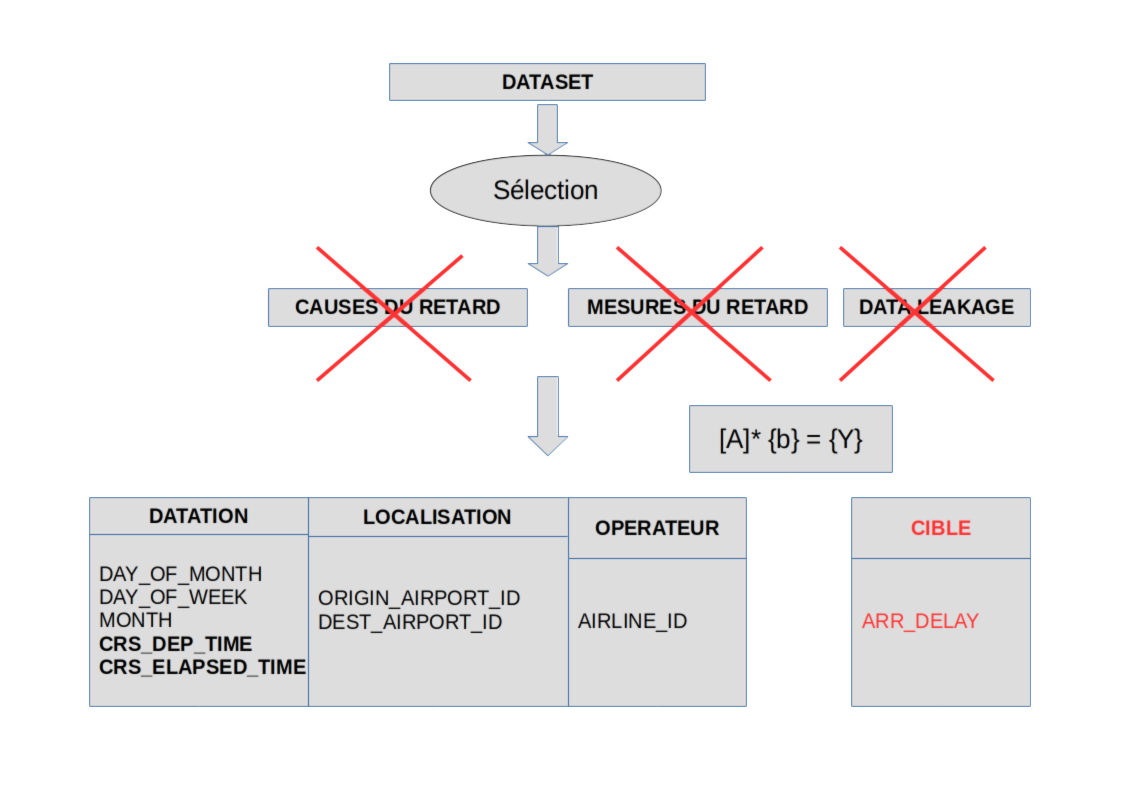 DATASET
Sélection
CAUSES DU RETARD
MESURES DU RETARD
DATA LEAKAGE
[A]* {b} = {Y}
DATATION
DAY_OF_MONTH
DAY_OF_WEEK
MONTH
CRS_DEP_TIME
CRS_ELAPSED_TIME
LOCALISATION
ORIGIN_AIRPORT_ID
DEST_AIRPORT_ID
OPERATEUR
AIRLINE_ID
CIBLE
ARR_DELAY